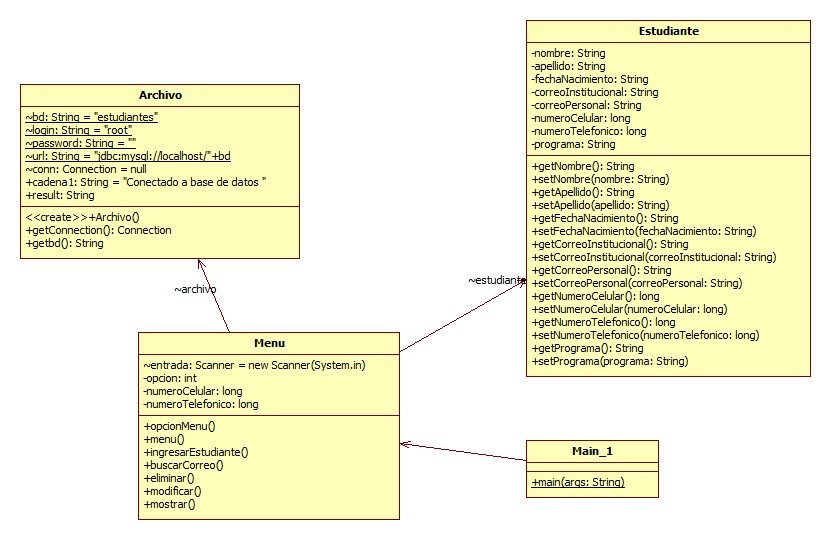 Archivo
~bd: String = "estudiantes"
~login: String = "root"
~password: String = ""
~url: String = "jdbc:mysql://localhost/"+bd
~conn: Connection = null
+cadena1: String = "Conectado a base de datos "
+result: String
<<create>>+Archivo()
+getConnection(): Connection
+getbd(): String
Estudiante
-nombre: String
-apellido: String
-fechaNacimiento: String
-correoInstitucional: String
-correoPersonal: String
-numeroCelular: long
-numeroTelefonico: long
-programa: String
+getNombre(): String
+setNombre(nombre: String)
+getApellido(): String
+setApellido(apellido: String)
+getFechaNacimiento(): String
+setFechaNacimiento(fechaNacimiento: String)
+getCorreoInstitucional(): String
+setCorreoInstitucional(correoInstitucional: String)
+getCorreoPersonal(): String
+setCorreoPersonal(correoPersonal: String)
+getNumeroCelular(): long
+setNumeroCelular(numeroCelular: long)
+getNumeroTelefonico(): long
+setNumeroTelefonico(numeroTelefonico: long)
+getPrograma(): String
+setPrograma(programa: String)
~archivo
~estudiante
Menu
~entrada: Scanner = new Scanner(System.in)
-opcion: int
-numeroCelular: long
-numeroTelefonico: long
+opcionMenu()
+menu()
+ingresarEstudiante()
+buscarCorreo()
+eliminar()
+modificar()
+mostrar()
Main_1
+main(args: String)